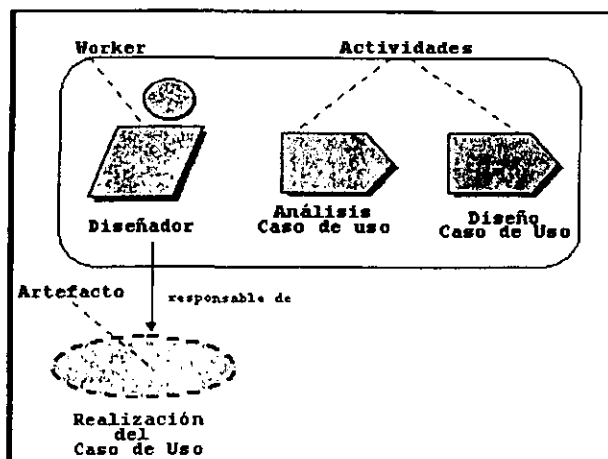 Worker
Actividades
Diseñador
Análisis
Caso de uso
Diseño
Caso de Uso
Artefacto
responsable de
Realización
del
Caso de Uso